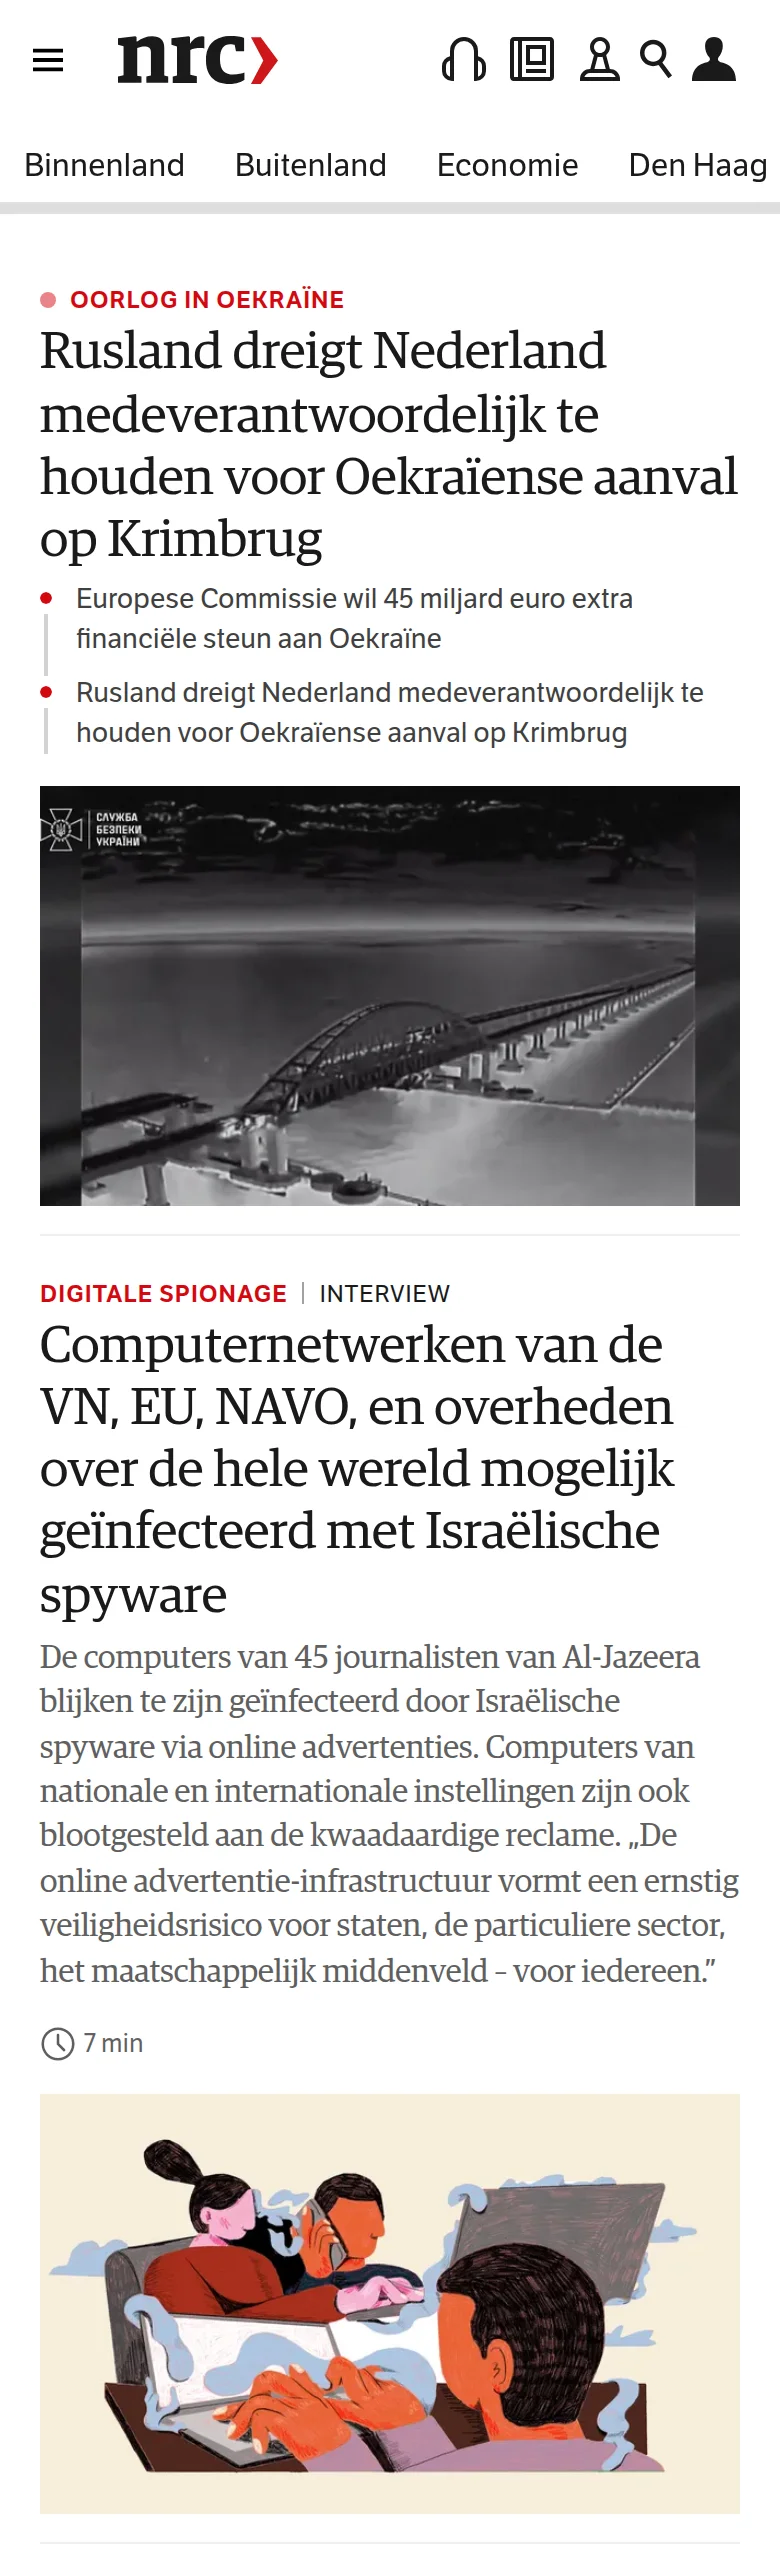 nrc
Binnenland Buitenland Economie Den Haag
OORLOG IN OEKRAÏNE
Rusland dreigt Nederland
medeverantwoordelijk te
houden voor Oekraïense aanval
op Krimbrug
Europese Commissie wil 45 miljard euro extra
financiële steun aan Oekraïne
Rusland dreigt Nederland medeverantwoordelijk te
houden voor Oekraïense aanval op Krimbrug
СЛУЖБА
БЕЗПЕКИ
УКРАЇНИ
DIGITALE SPIONAGE | INTERVIEW
Computernetwerken van de
VN, EU, NAVO, en overheden
over de hele wereld mogelijk
geïnfecteerd met Israëlische
spyware
De computers van 45 journalisten van Al-Jazeera
blijken te zijn geïnfecteerd door Israëlische
spyware via online advertenties. Computers van
nationale en internationale instellingen zijn ook
blootgesteld aan de kwaadaardige reclame. „De
online advertentie-infrastructuur vormt een ernstig
veiligheidsrisico voor staten, de particuliere sector,
het maatschappelijk middenveld – voor iedereen.”
7 min